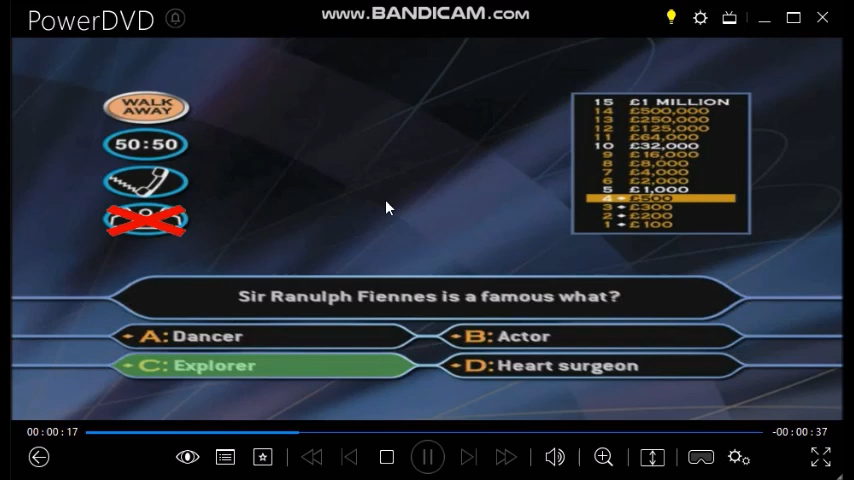 PowerDVD
www.BANDICAM.com
WALK
AWAY
50:50
15 £1 MILLION
14 £500,000
13 £250,000
12 £125,000
11 £64,000
10 £32,000
9 £16,000
8 £8,000
7 £4,000
6 £2,000
5 £1,000
4 £500
3 £300
2 £200
1 £100
Sir Ranulph Fiennes is a famous what?
A: Dancer
B: Actor
C: Explorer
D: Heart surgeon
00:00:17
-00:00:37